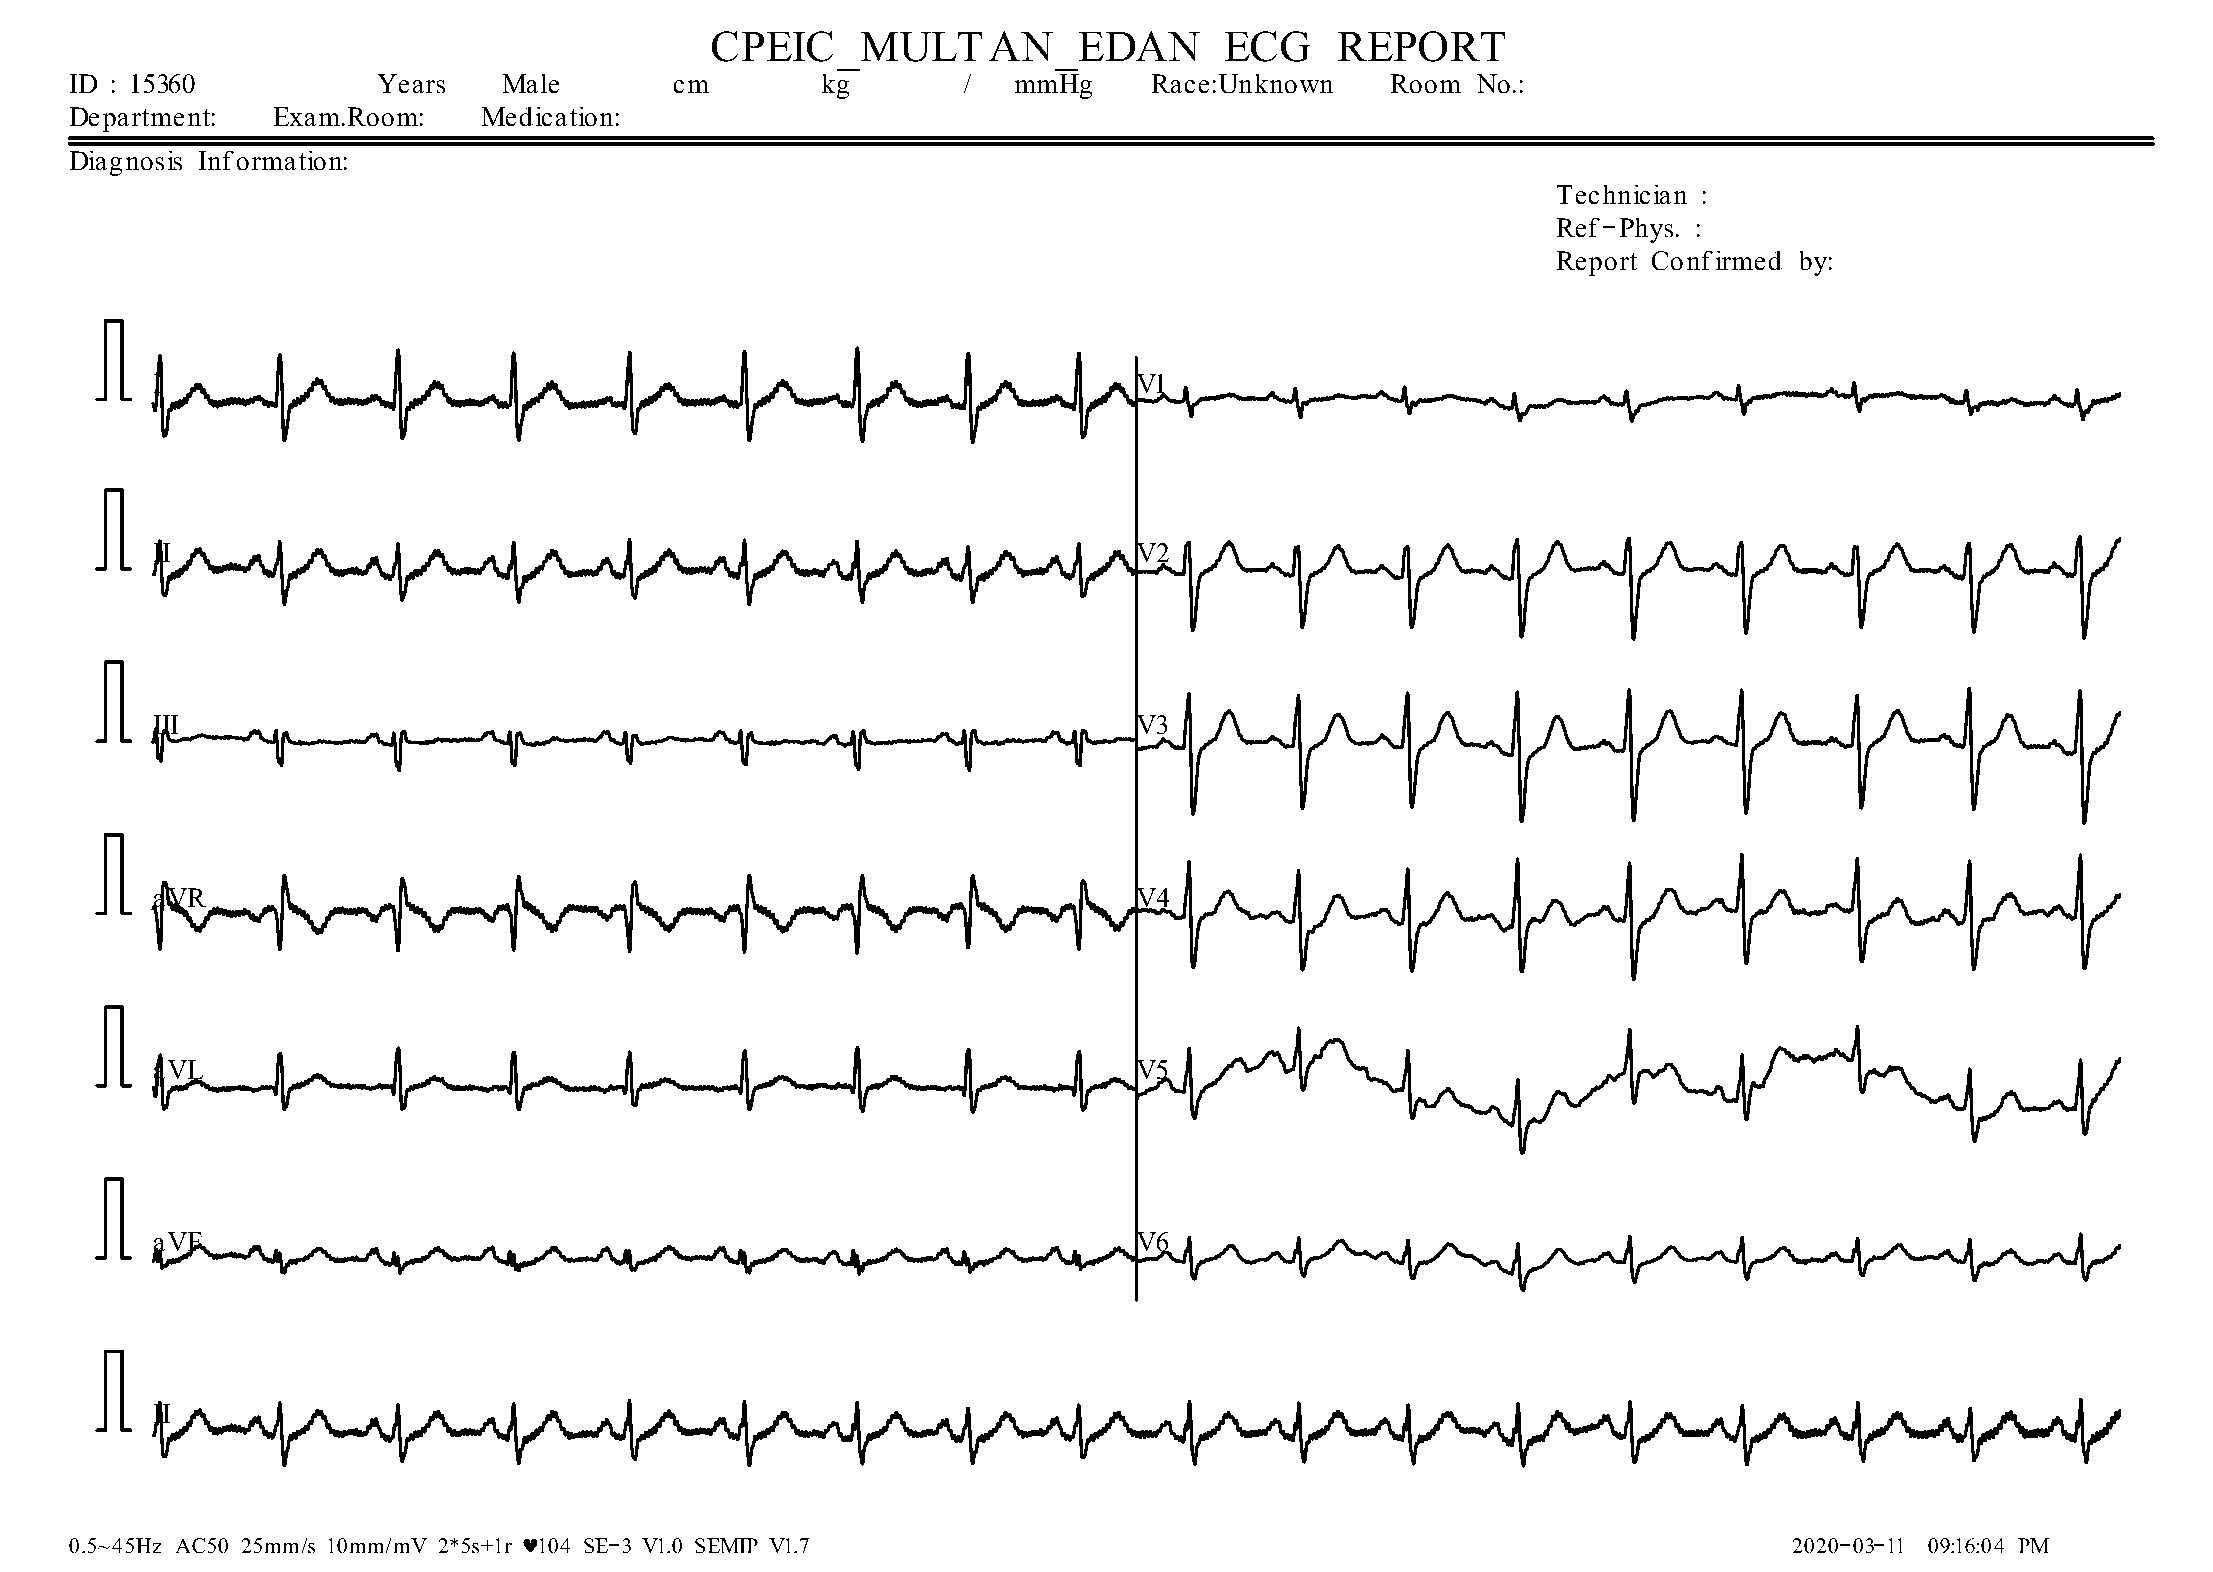 CPEIC_MULTAN_EDAN ECG REPORT
ID : 15360 Years Male cm kg / mmHg Race:Unknown Room No.:
Department: Exam.Room: Medication:
Diagnosis Information:
Technician :
Ref-Phys. :
Report Confirmed by:
V1
II V2
III V3
aVR V4
aVL V5
aVF V6
II
0.5~45Hz AC50 25mm/s 10mm/mV 2*5s+1r ♥104 SE-3 V1.0 SEMIP V1.7 2020-03-11 09:16:04 PM